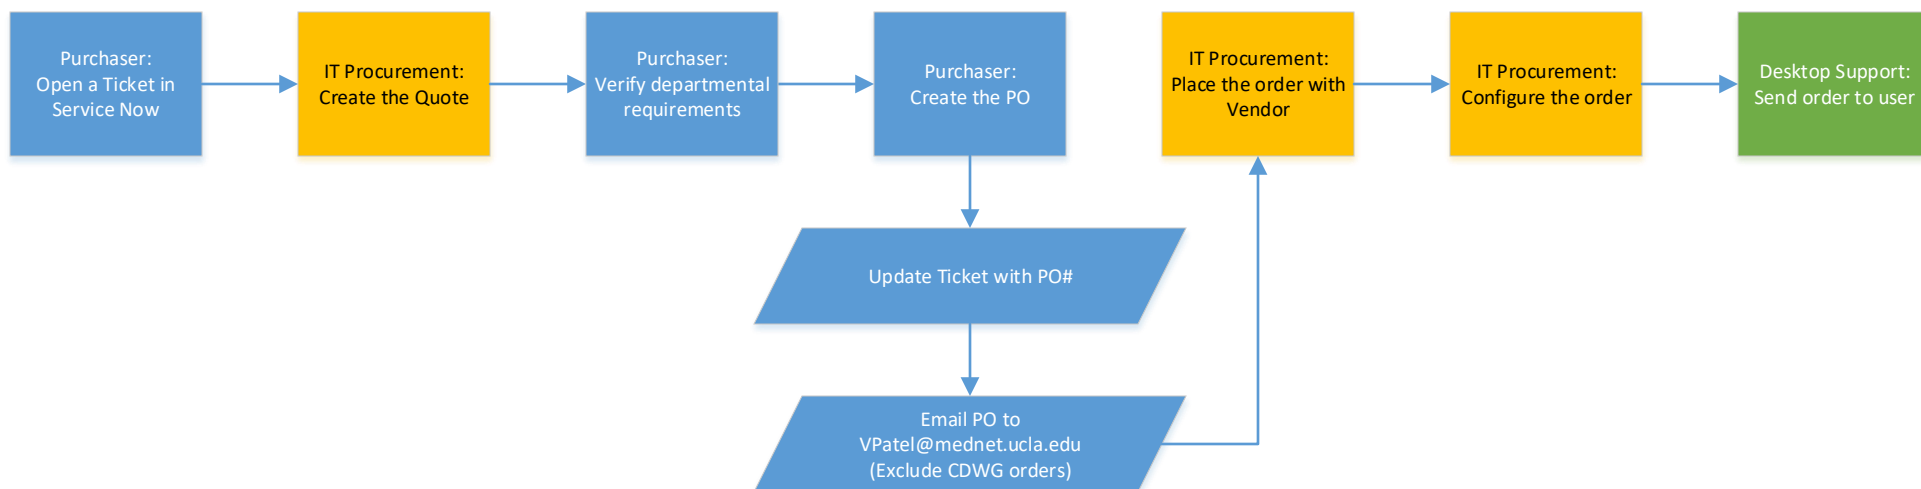 Purchaser:
Open a Ticket in
Service Now
IT Procurement:
Create the Quote
Purchaser:
Verify departmental
requirements
Purchaser:
Create the PO
Update Ticket with PO#
Email PO to
VPatel@mednet.ucla.edu
(Exclude CDWG orders)
IT Procurement:
Place the order with
Vendor
IT Procurement:
Configure the order
Desktop Support:
Send order to user